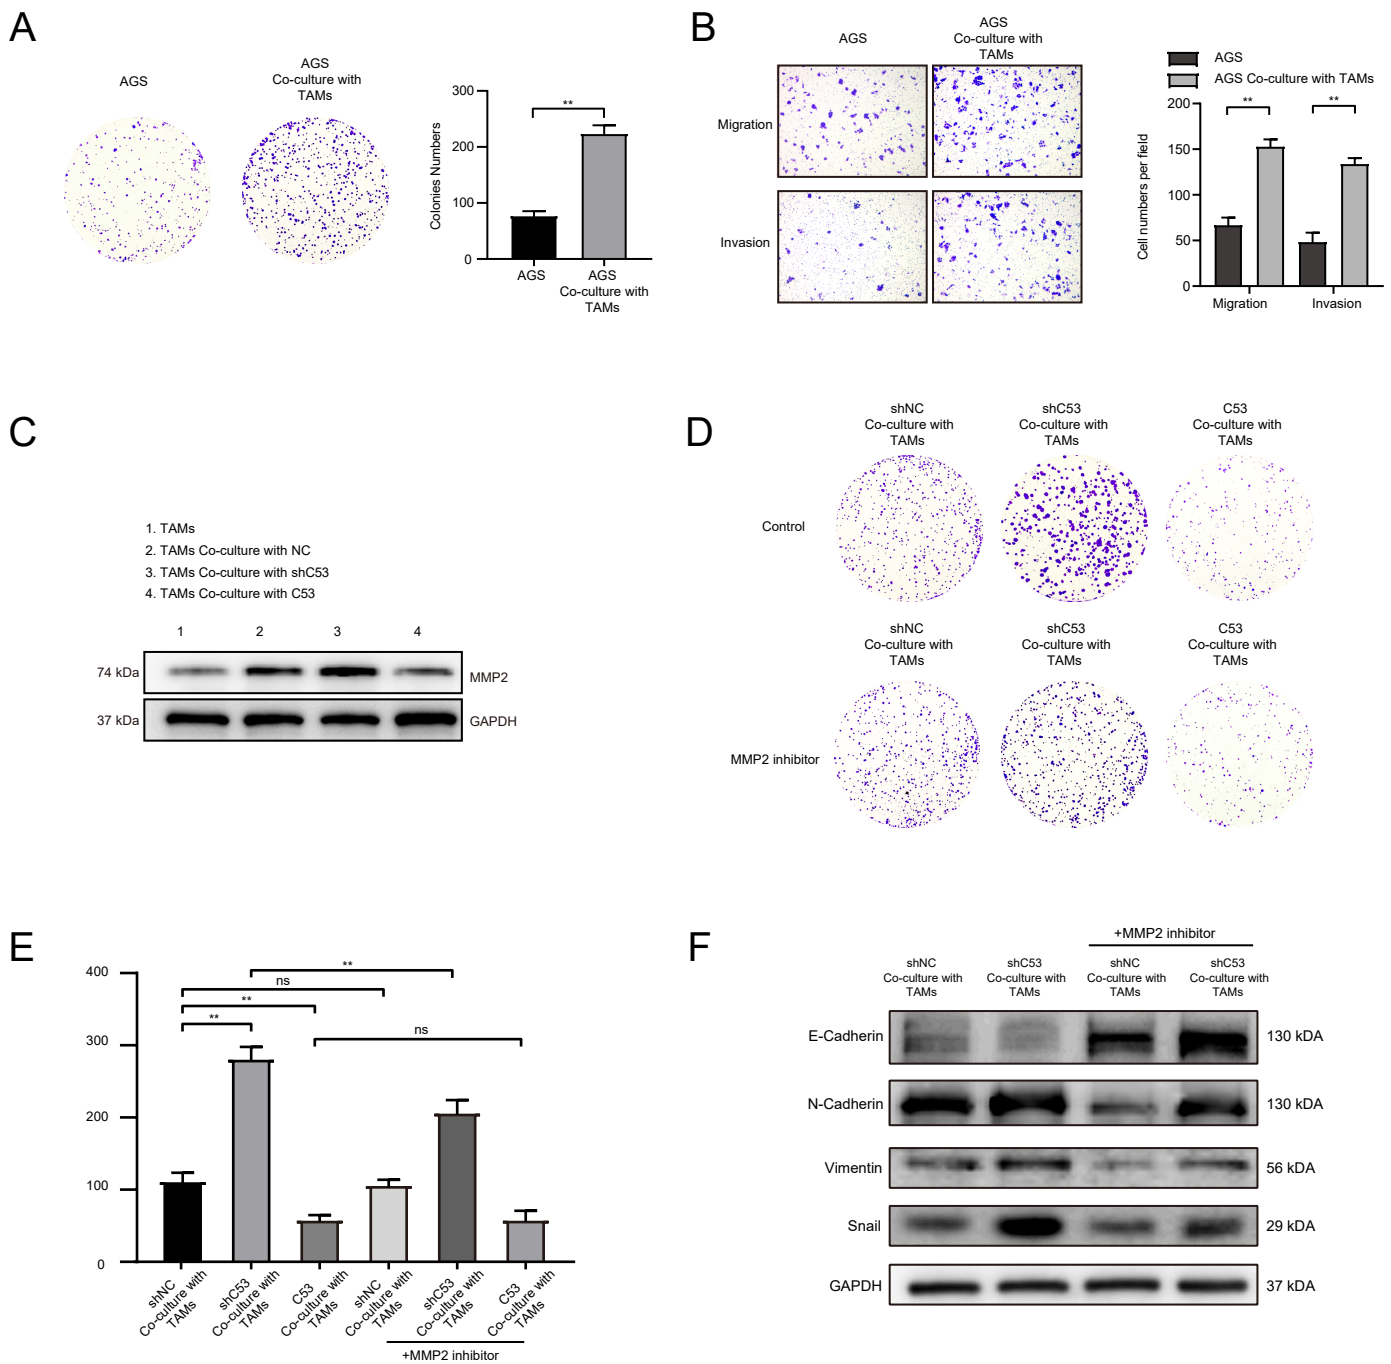 A
AGS
AGS
Co-culture with
TAMs
Colonies Numbers
300
200
100
0
**
AGS
AGS
Co-culture with
TAMs
B
AGS
AGS
Co-culture with
TAMs
Migration
Invasion
AGS
AGS Co-culture with TAMs
Cell numbers per field
200
150
100
50
0
**
**
Migration
Invasion
C
1. TAMs
2. TAMs Co-culture with NC
3. TAMs Co-culture with shC53
4. TAMs Co-culture with C53
1 2 3 4
74 kDa
MMP2
37 kDa
GAPDH
D
shNC
Co-culture with
TAMs
shC53
Co-culture with
TAMs
C53
Co-culture with
TAMs
Control
shNC
Co-culture with
TAMs
shC53
Co-culture with
TAMs
C53
Co-culture with
TAMs
MMP2 inhibitor
E
400
300
200
100
0
**
ns
**
**
ns
shNC
Co-culture with
TAMs
shC53
Co-culture with
TAMs
C53
Co-culture with
TAMs
shNC
Co-culture with
TAMs
shC53
Co-culture with
TAMs
C53
Co-culture with
TAMs
+MMP2 inhibitor
F
+MMP2 inhibitor
shNC
Co-culture with
TAMs
shC53
Co-culture with
TAMs
shNC
Co-culture with
TAMs
shC53
Co-culture with
TAMs
E-Cadherin
130 kDA
N-Cadherin
130 kDA
Vimentin
56 kDA
Snail
29 kDA
GAPDH
37 kDA